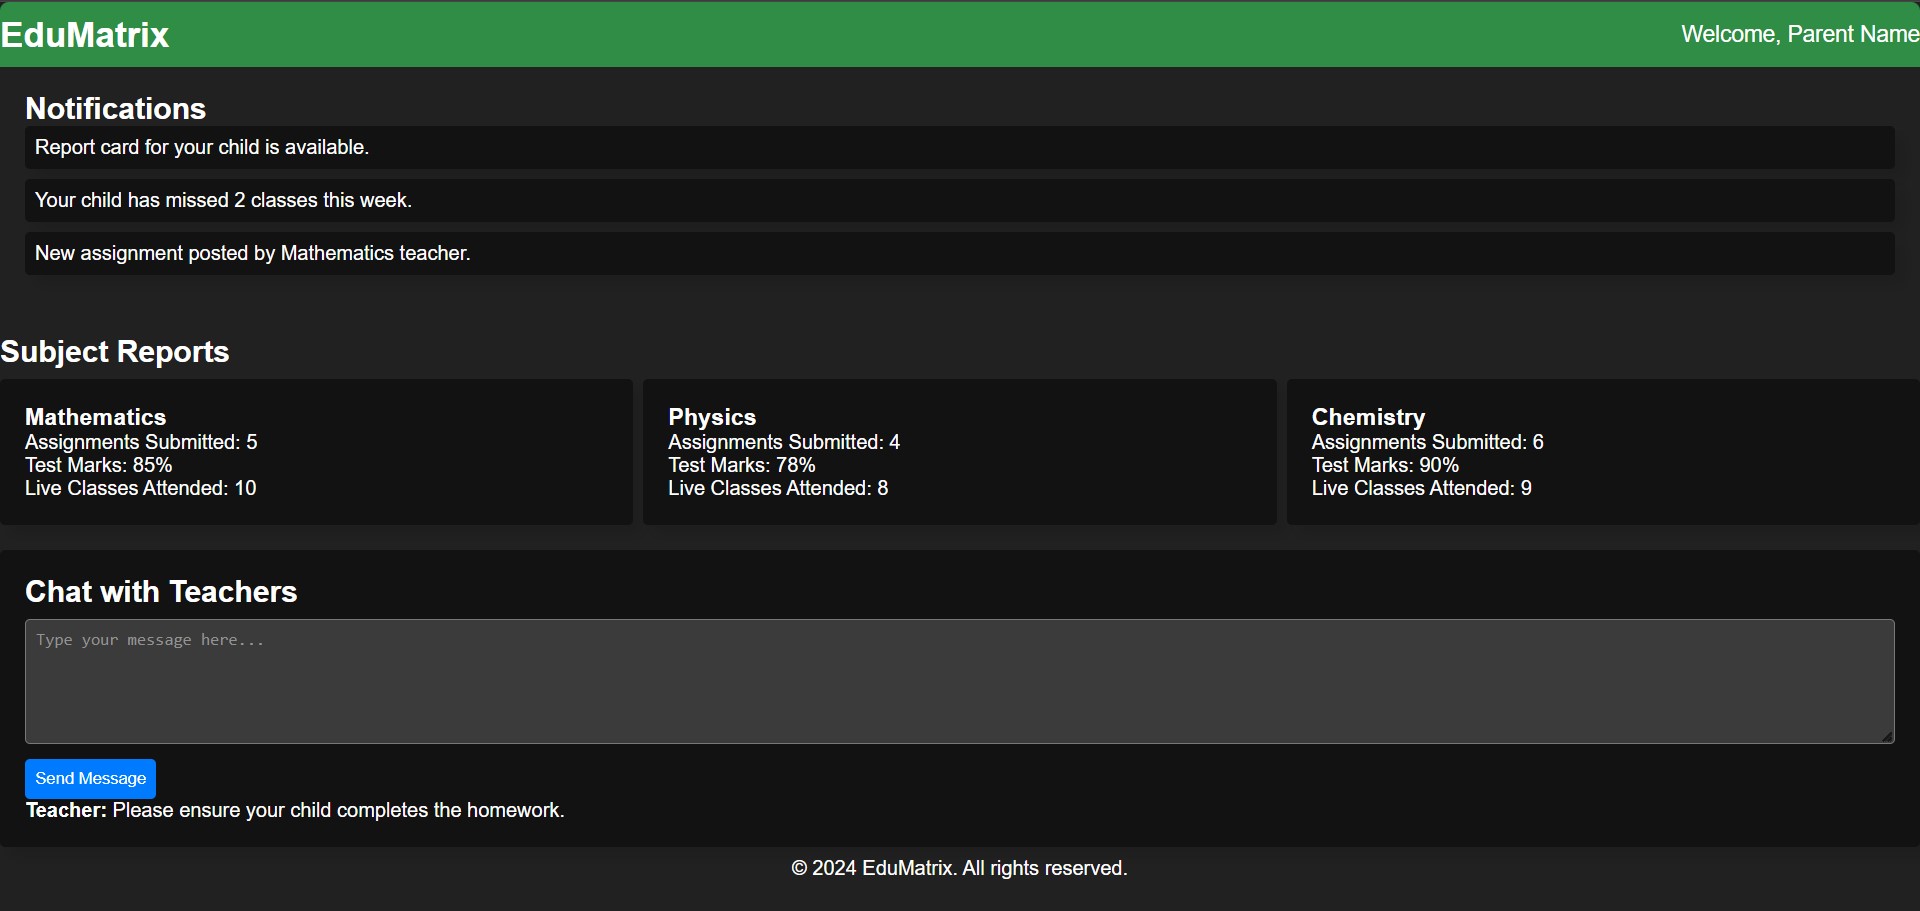 EduMatrix
Welcome, Parent Name
Notifications
Report card for your child is available.
Your child has missed 2 classes this week.
New assignment posted by Mathematics teacher.
Subject Reports
Mathematics
Assignments Submitted: 5
Test Marks: 85%
Live Classes Attended: 10
Physics
Assignments Submitted: 4
Test Marks: 78%
Live Classes Attended: 8
Chemistry
Assignments Submitted: 6
Test Marks: 90%
Live Classes Attended: 9
Chat with Teachers
Type your message here...
Send Message
Teacher: Please ensure your child completes the homework.
© 2024 EduMatrix. All rights reserved.